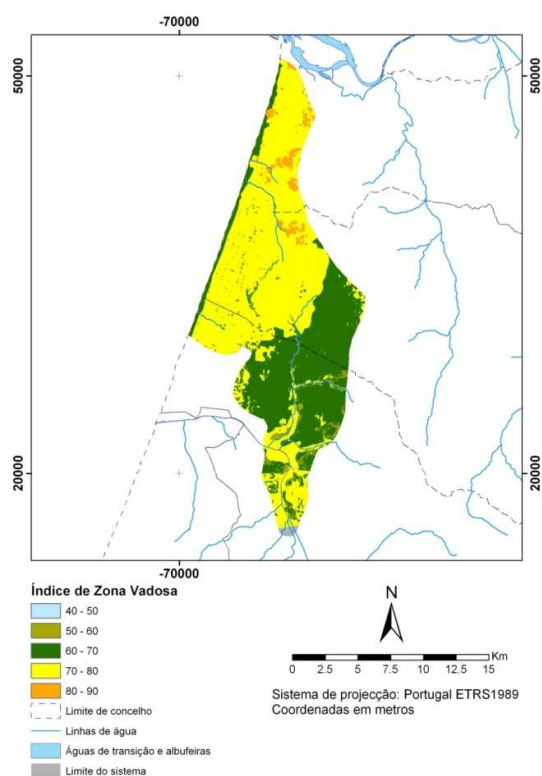 -70000
50000
50000
20000
20000
-70000
Índice de Zona Vadosa
40 - 50
50 - 60
60 - 70
70 - 80
80 - 90
Limite de concelho
Linhas de água
Águas de transição e albufeiras
Limite do sistema
N
Km
0 2.5 5 7.5 10 12.5 15
Sistema de projecção: Portugal ETRS1989
Coordenadas em metros